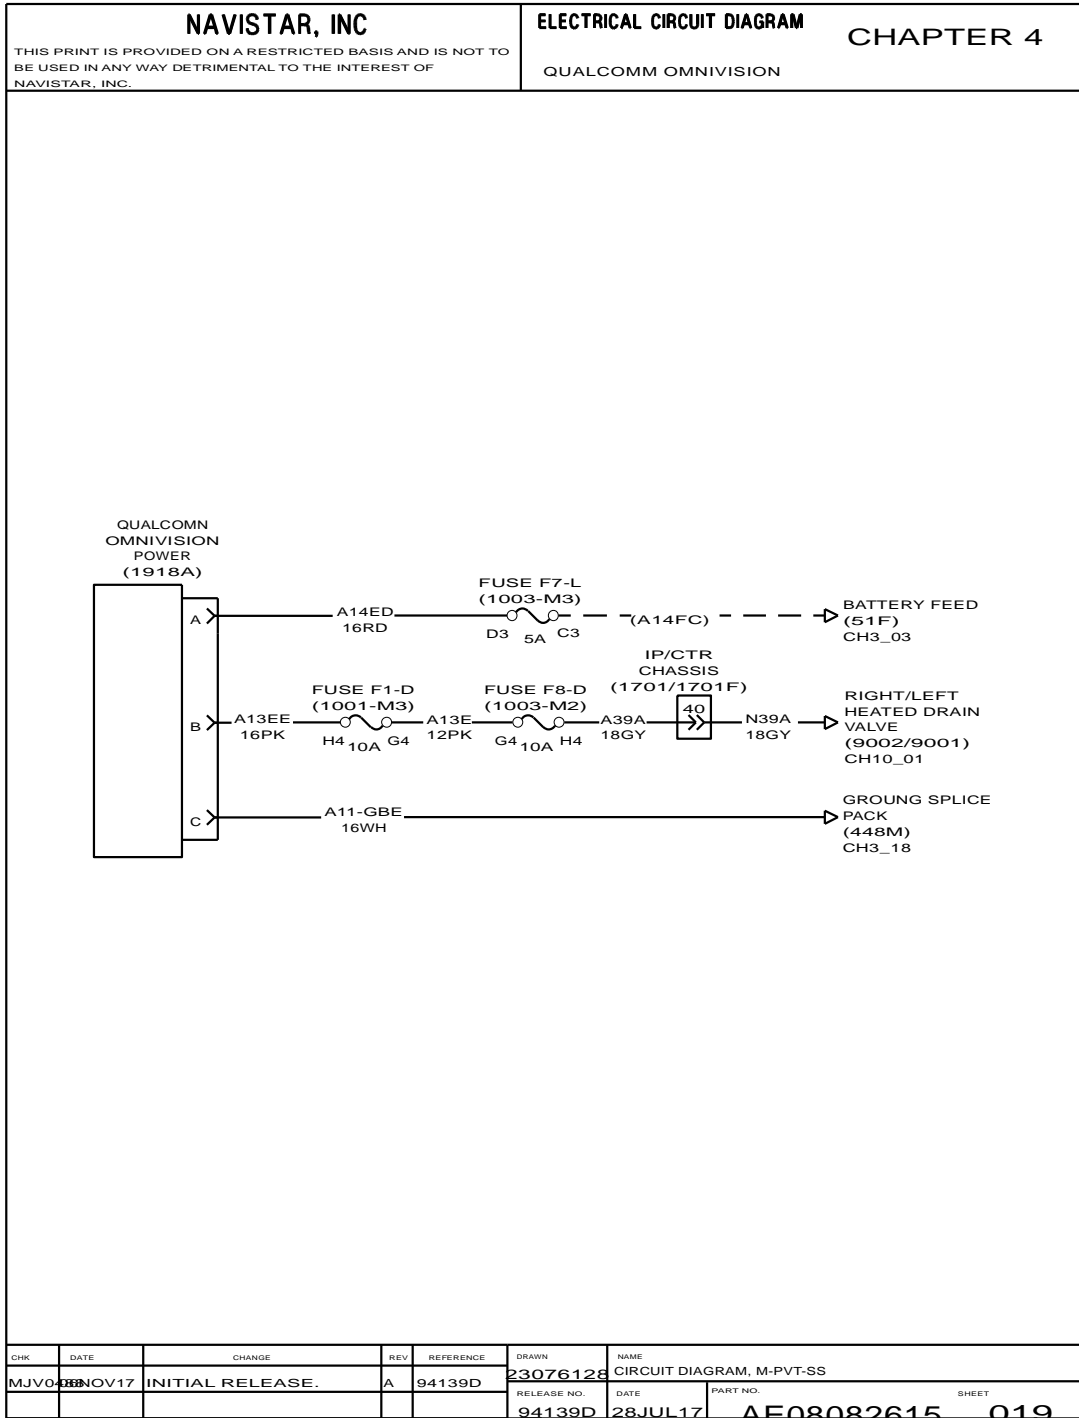 NAVISTAR, INC
THIS PRINT IS PROVIDED ON A RESTRICTED BASIS AND IS NOT TO
BE USED IN ANY WAY DETRIMENTAL TO THE INTEREST OF
NAVISTAR, INC.
ELECTRICAL CIRCUIT DIAGRAM
CHAPTER 4
QUALCOMM OMNIVISION
QUALCOMN
OMNIVISION
POWER
(1918A)
A
A14ED
16RD
FUSE F7-L
(1003-M3)
D3
5A
C3
(A14FC)
BATTERY FEED
(51F)
CH3_03
B
A13EE
16PK
FUSE F1-D
(1001-M3)
H4
10A
G4
A13E
12PK
FUSE F8-D
(1003-M2)
G4
10A
H4
A39A
18GY
IP/CTR
CHASSIS
(1701/1701F)
40
N39A
18GY
RIGHT/LEFT
HEATED DRAIN
VALVE
(9002/9001)
CH10_01
C
A11-GBE
16WH
GROUNG SPLICE
PACK
(448M)
CH3_18
CHK
DATE
CHANGE
REV
REFERENCE
INITIAL RELEASE.
A
94139D
DRAWN
23076128
NAME
CIRCUIT DIAGRAM, M-PVT-SS
RELEASE NO.
94139D
DATE
28JUL17
PART NO.
AE08082615
SHEET
019